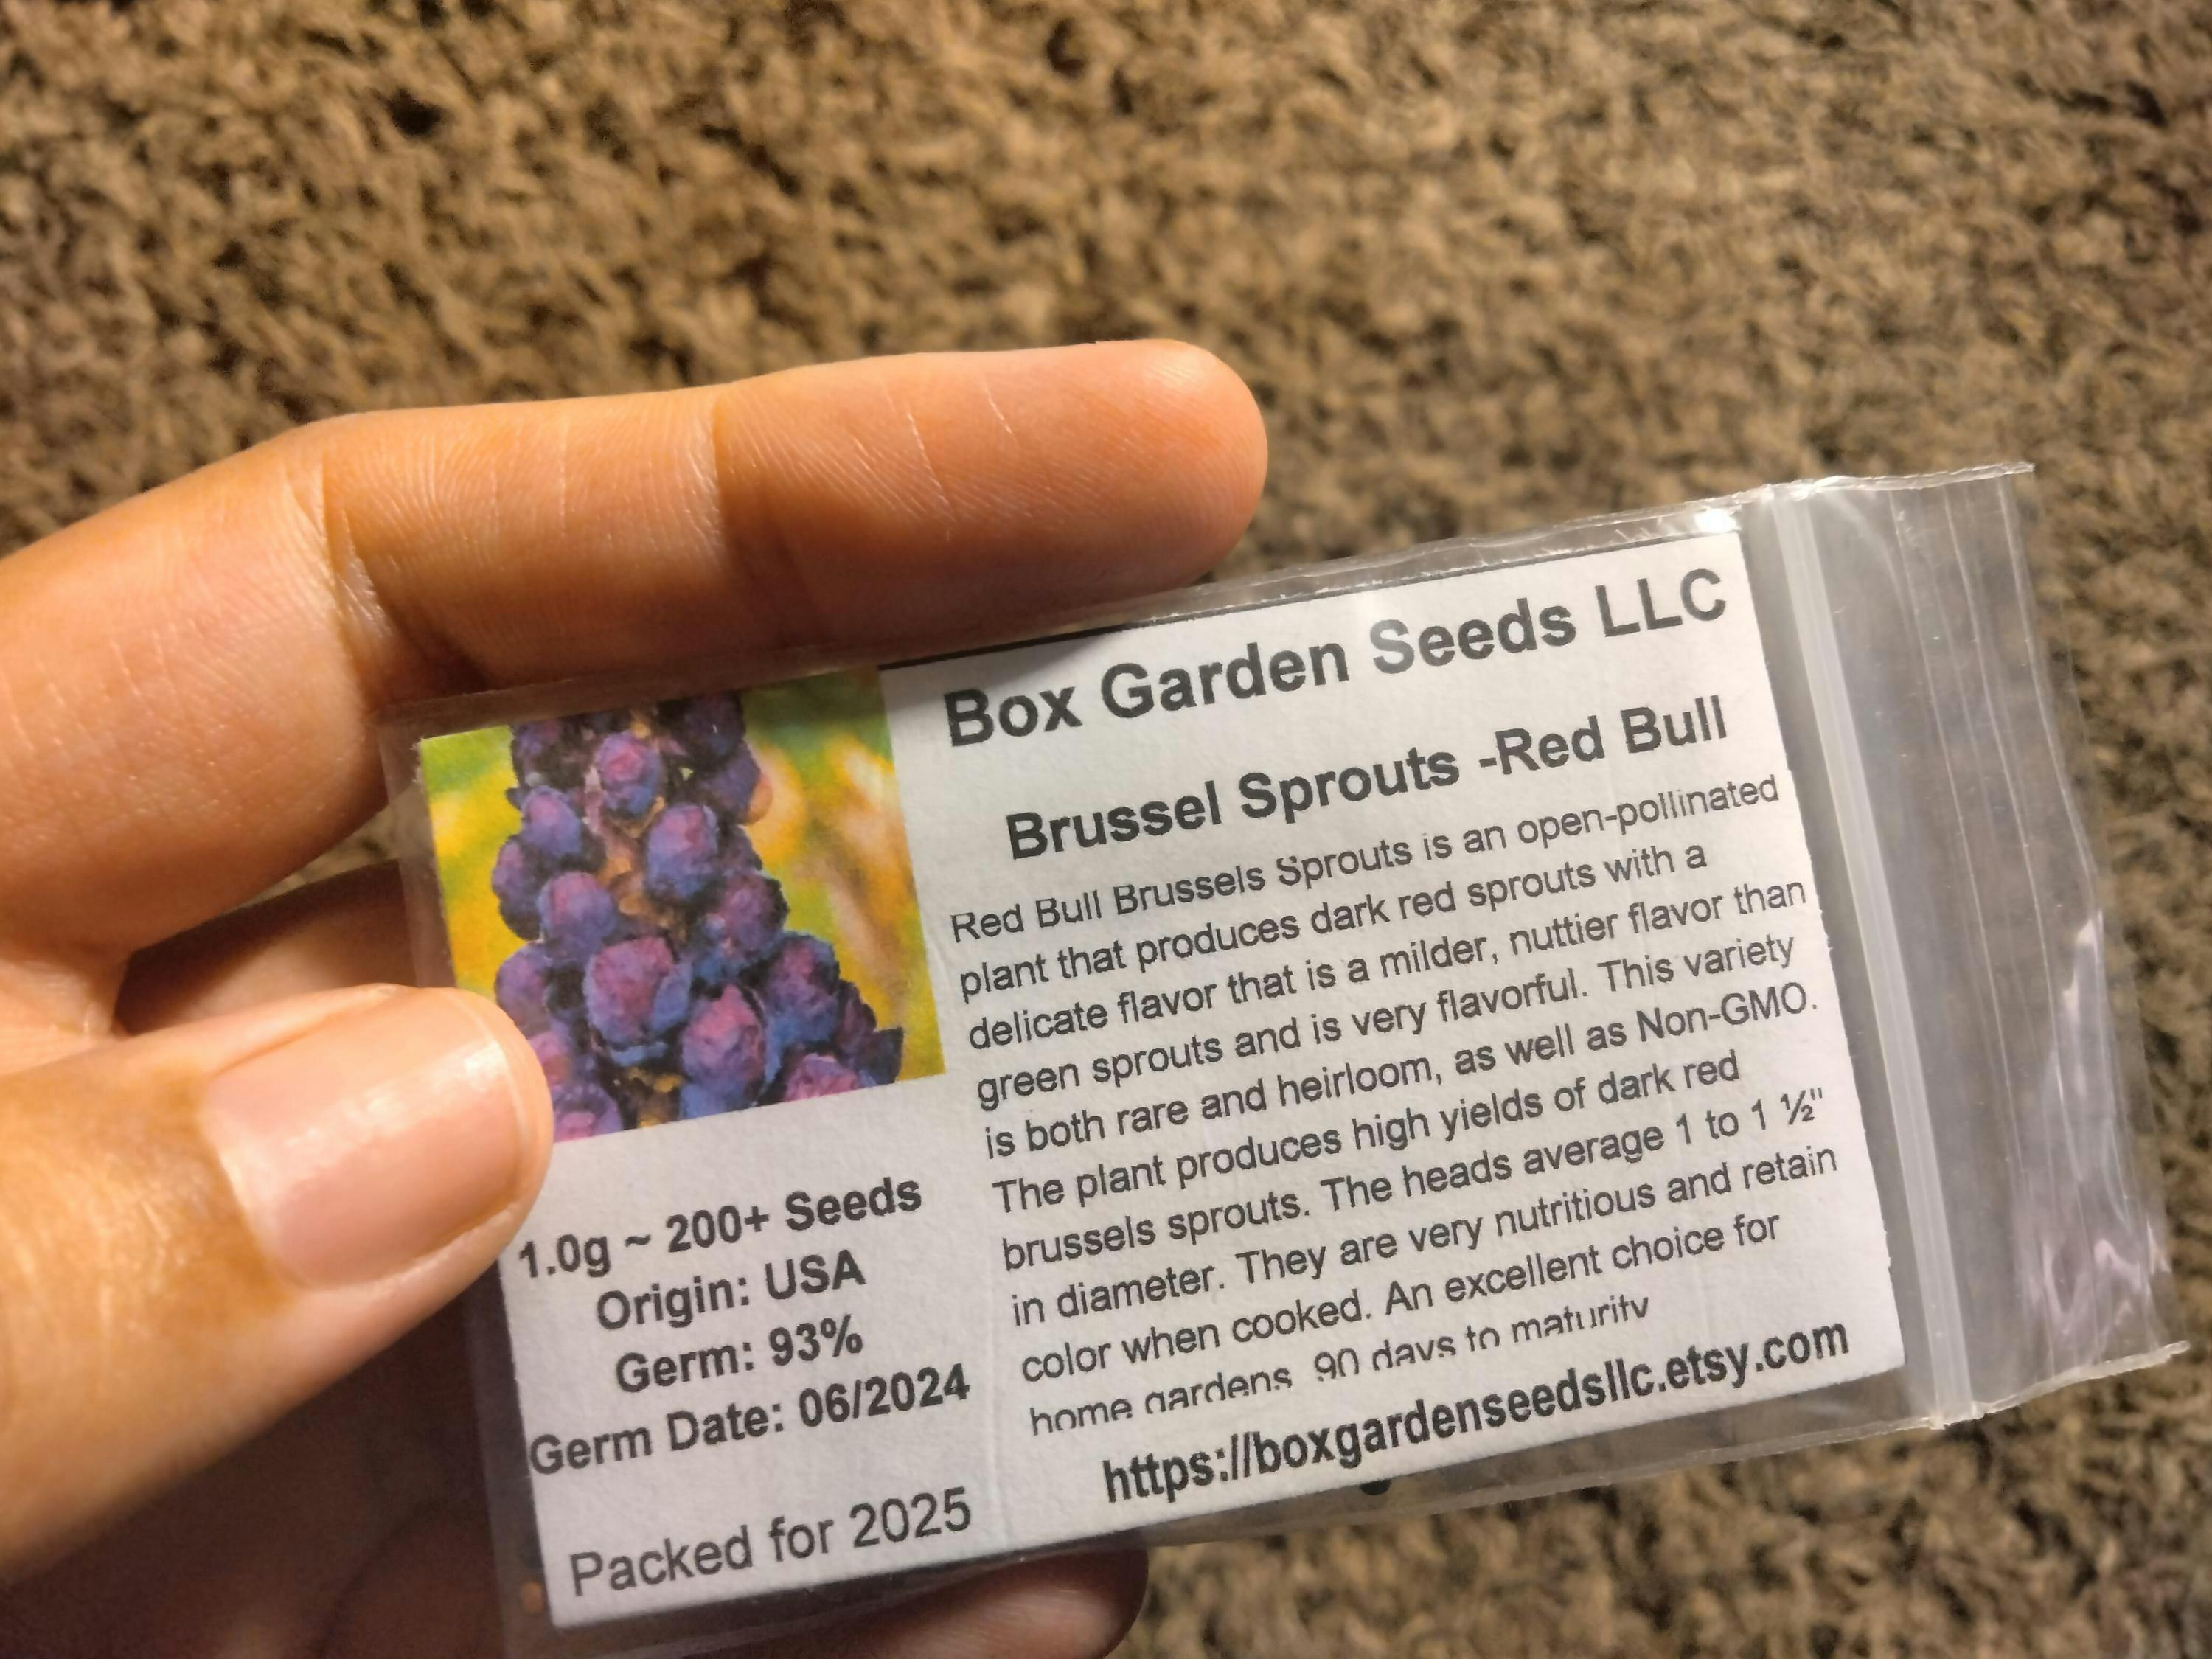 Box Garden Seeds LLC
Brussel Sprouts -Red Bull
Red Bull Brussels Sprouts is an open-pollinated
plant that produces dark red sprouts with a
delicate flavor that is a milder, nuttier flavor than
green sprouts and is very flavorful. This variety
is both rare and heirloom, as well as Non-GMO.
The plant produces high yields of dark red
brussels sprouts. The heads average 1 to 1 ½"
in diameter. They are very nutritious and retain
color when cooked. An excellent choice for
home gardens 90 days to maturity
https://boxgardenseedsllc.etsy.com
1.0g ~ 200+ Seeds
Origin: USA
Germ: 93%
Germ Date: 06/2024
Packed for 2025